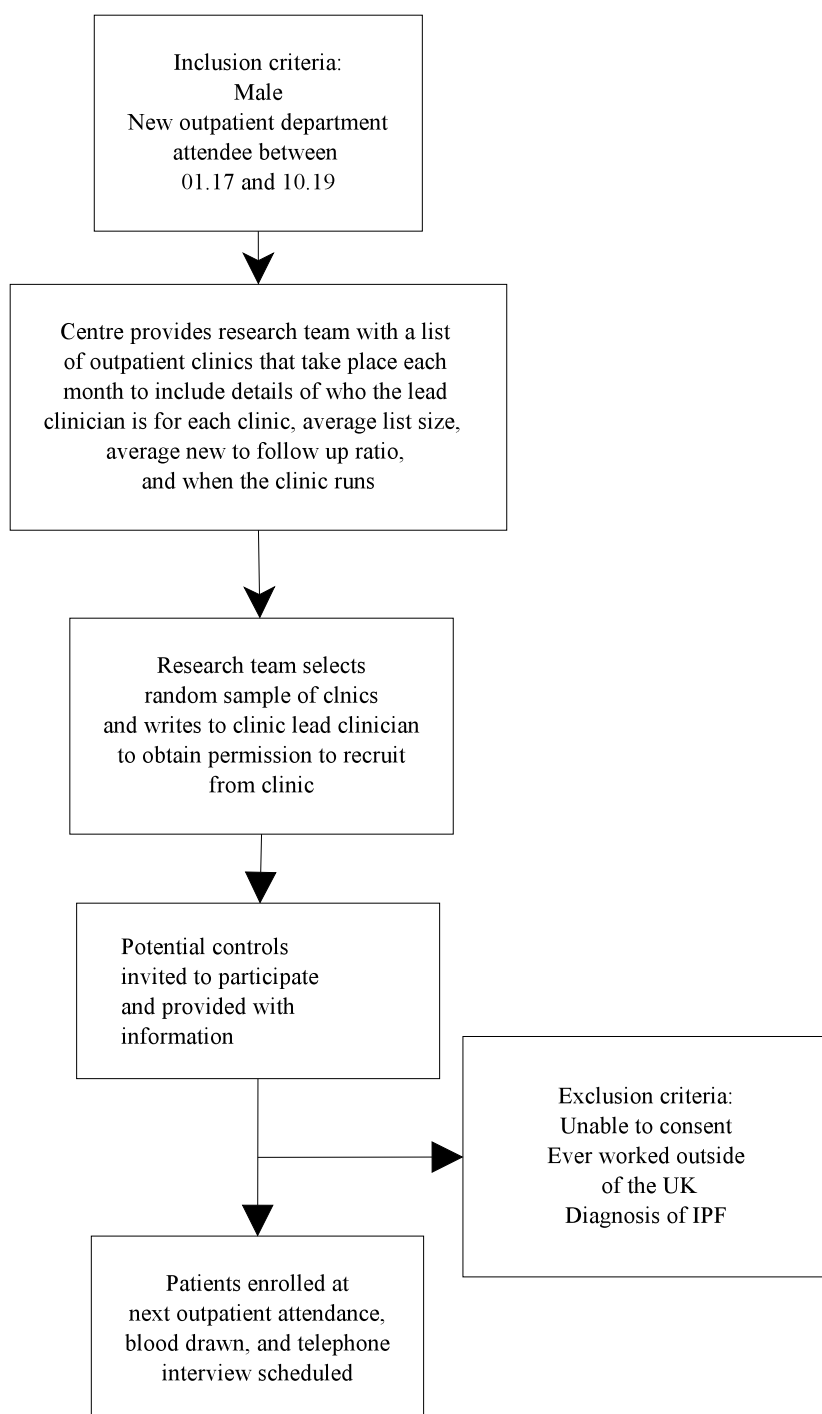 Inclusion criteria:
Male
New outpatient department
attendee between
01.17 and 10.19
Centre provides research team with a list
of outpatient clinics that take place each
month to include details of who the lead
clinician is for each clinic, average list size,
average new to follow up ratio,
and when the clinic runs
Research team selects
random sample of clnics
and writes to clinic lead clinician
to obtain permission to recruit
from clinic
Potential controls
invited to participate
and provided with
information
Exclusion criteria:
Unable to consent
Ever worked outside
of the UK
Diagnosis of IPF
Patients enrolled at
next outpatient attendance,
blood drawn, and telephone
interview scheduled